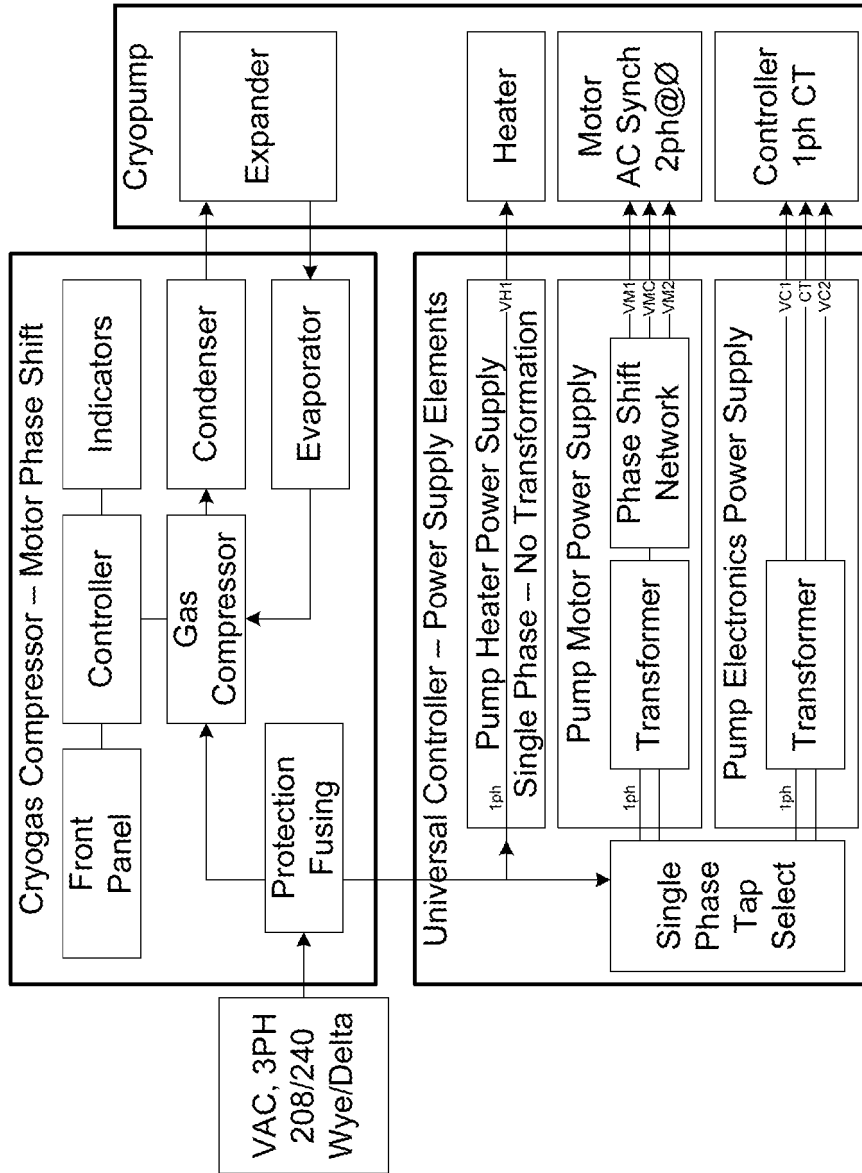 Cryogas Compressor – Motor Phase Shift
Front
Panel
Controller
Indicators
Gas
Compressor
Condenser
Evaporator
Protection
Fusing
VAC, 3PH
208/240
Wye/Delta
Cryopump
Expander
Heater
Motor
AC Synch
2ph@Ø
Controller
1ph CT
Universal Controller – Power Supply Elements
Pump Heater Power Supply
1ph
VH1
Single Phase – No Transformation
Pump Motor Power Supply
1ph
Transformer
Phase Shift
Network
VM1
VMC
VM2
Pump Electronics Power Supply
1ph
Transformer
VC1
CT
VC2
Single
Phase
Tap
Select